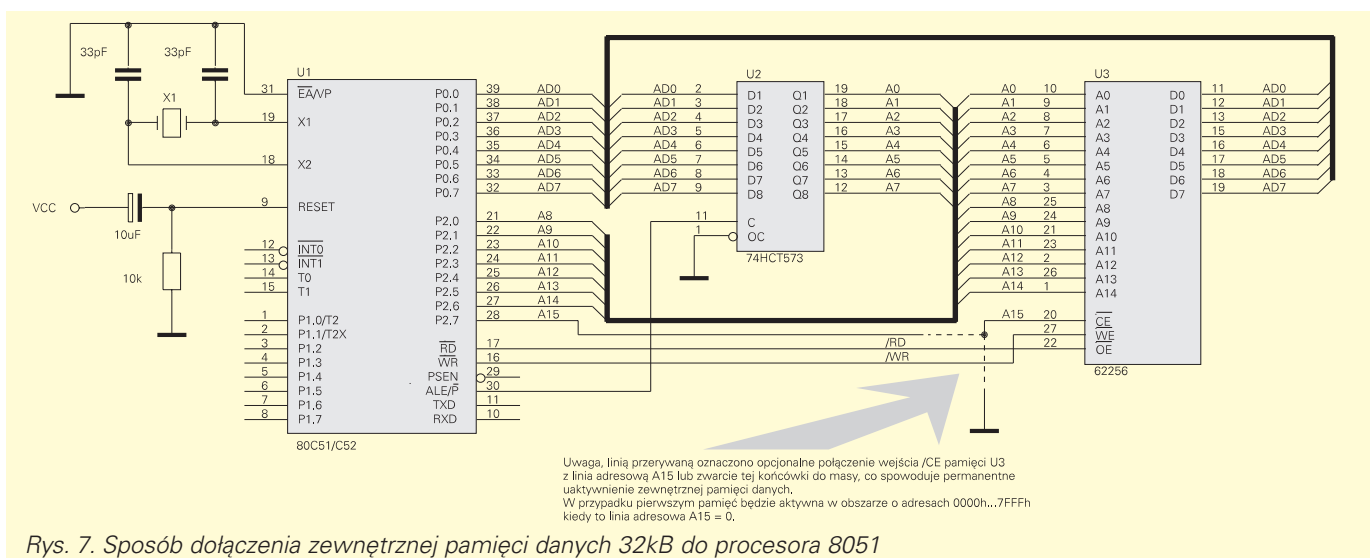 33pF
33pF
X1
VCC
10uF
10k
U1
31 EA/VP P0.0 39 AD0
P0.1 38 AD1
19 X1 P0.2 37 AD2
P0.3 36 AD3
P0.4 35 AD4
18 X2 P0.5 34 AD5
P0.6 33 AD6
P0.7 32 AD7
9 RESET
P2.0 21 A8
P2.1 22 A9
12 INT0 P2.2 23 A10
13 INT1 P2.3 24 A11
14 T0 P2.4 25 A12
15 T1 P2.5 26 A13
P2.6 27 A14
1 P1.0/T2 P2.7 28 A15
2 P1.1/T2X
3 P1.2 RD 17 /RD
4 P1.3 WR 16 /WR
5 P1.4 PSEN 29
6 P1.5 ALE/P 30
7 P1.6 TXD 11
8 P1.7 RXD 10
80C51/C52
U2
AD0 2 D1 Q1 19 A0
AD1 3 D2 Q2 18 A1
AD2 4 D3 Q3 17 A2
AD3 5 D4 Q4 16 A3
AD4 6 D5 Q5 15 A4
AD5 7 D6 Q6 14 A5
AD6 8 D7 Q7 13 A6
AD7 9 D8 Q8 12 A7
11 C
1 OC
74HCT573
U3
A0 10 A0 D0 11 AD0
A1 9 A1 D1 12 AD1
A2 8 A2 D2 13 AD2
A3 7 A3 D3 15 AD3
A4 6 A4 D4 16 AD4
A5 5 A5 D5 17 AD5
A6 4 A6 D6 18 AD6
A7 3 A7 D7 19 AD7
A8 25 A8
A9 24 A9
A10 21 A10
A11 23 A11
A12 2 A12
A13 26 A13
A14 1 A14
A15 20 CE
27 WE
22 OE
62256
Uwaga, linią przerywaną oznaczono opcjonalne połączenie wejścia /CE pamięci U3
z linia adresową A15 lub zwarcie tej końcówki do masy, co spowoduje permanentne
uaktywnienie zewnętrznej pamięci danych.
W przypadku pierwszym pamięć będzie aktywna w obszarze o adresach 0000h...7FFFh
kiedy to linia adresowa A15 = 0.
Rys. 7. Sposób dołączenia zewnętrznej pamięci danych 32kB do procesora 8051